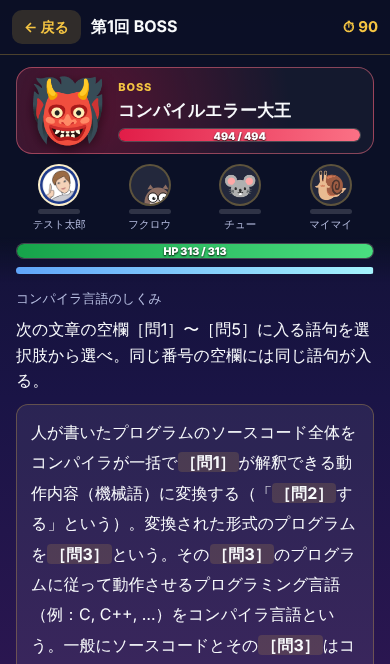 ← 戻る 第1回 BOSS ⏱ 90
BOSS
コンパイルエラー大王
494 / 494
テスト太郎 フクロウ チュー マイマイ
HP 313 / 313
コンパイラ言語のしくみ
次の文章の空欄［問1］〜［問5］に入る語句を選
択肢から選べ。同じ番号の空欄には同じ語句が入
る。
人が書いたプログラムのソースコード全体を
コンパイラが一括で［問1］が解釈できる動
作内容（機械語）に変換する（「［問2］す
る」という）。変換された形式のプログラム
を［問3］という。その［問3］のプログラ
ムに従って動作させるプログラミング言語
（例：C, C++, ...）をコンパイラ言語とい
う。一般にソースコードとその［問3］はコ